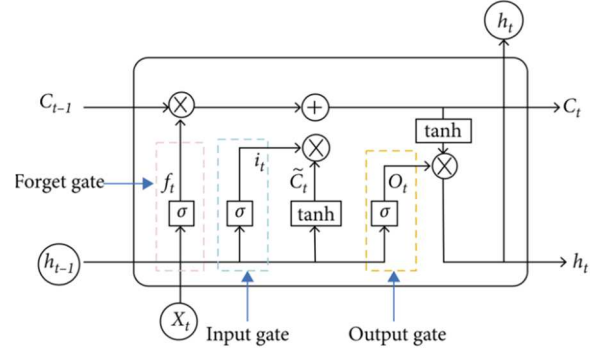 h_t
C_{t-1}
×
+
C_t
tanh
i_t
×
×
Forget gate
f_t
C̃_t
O_t
σ
σ
tanh
σ
h_{t-1}
h_t
X_t
Input gate
Output gate